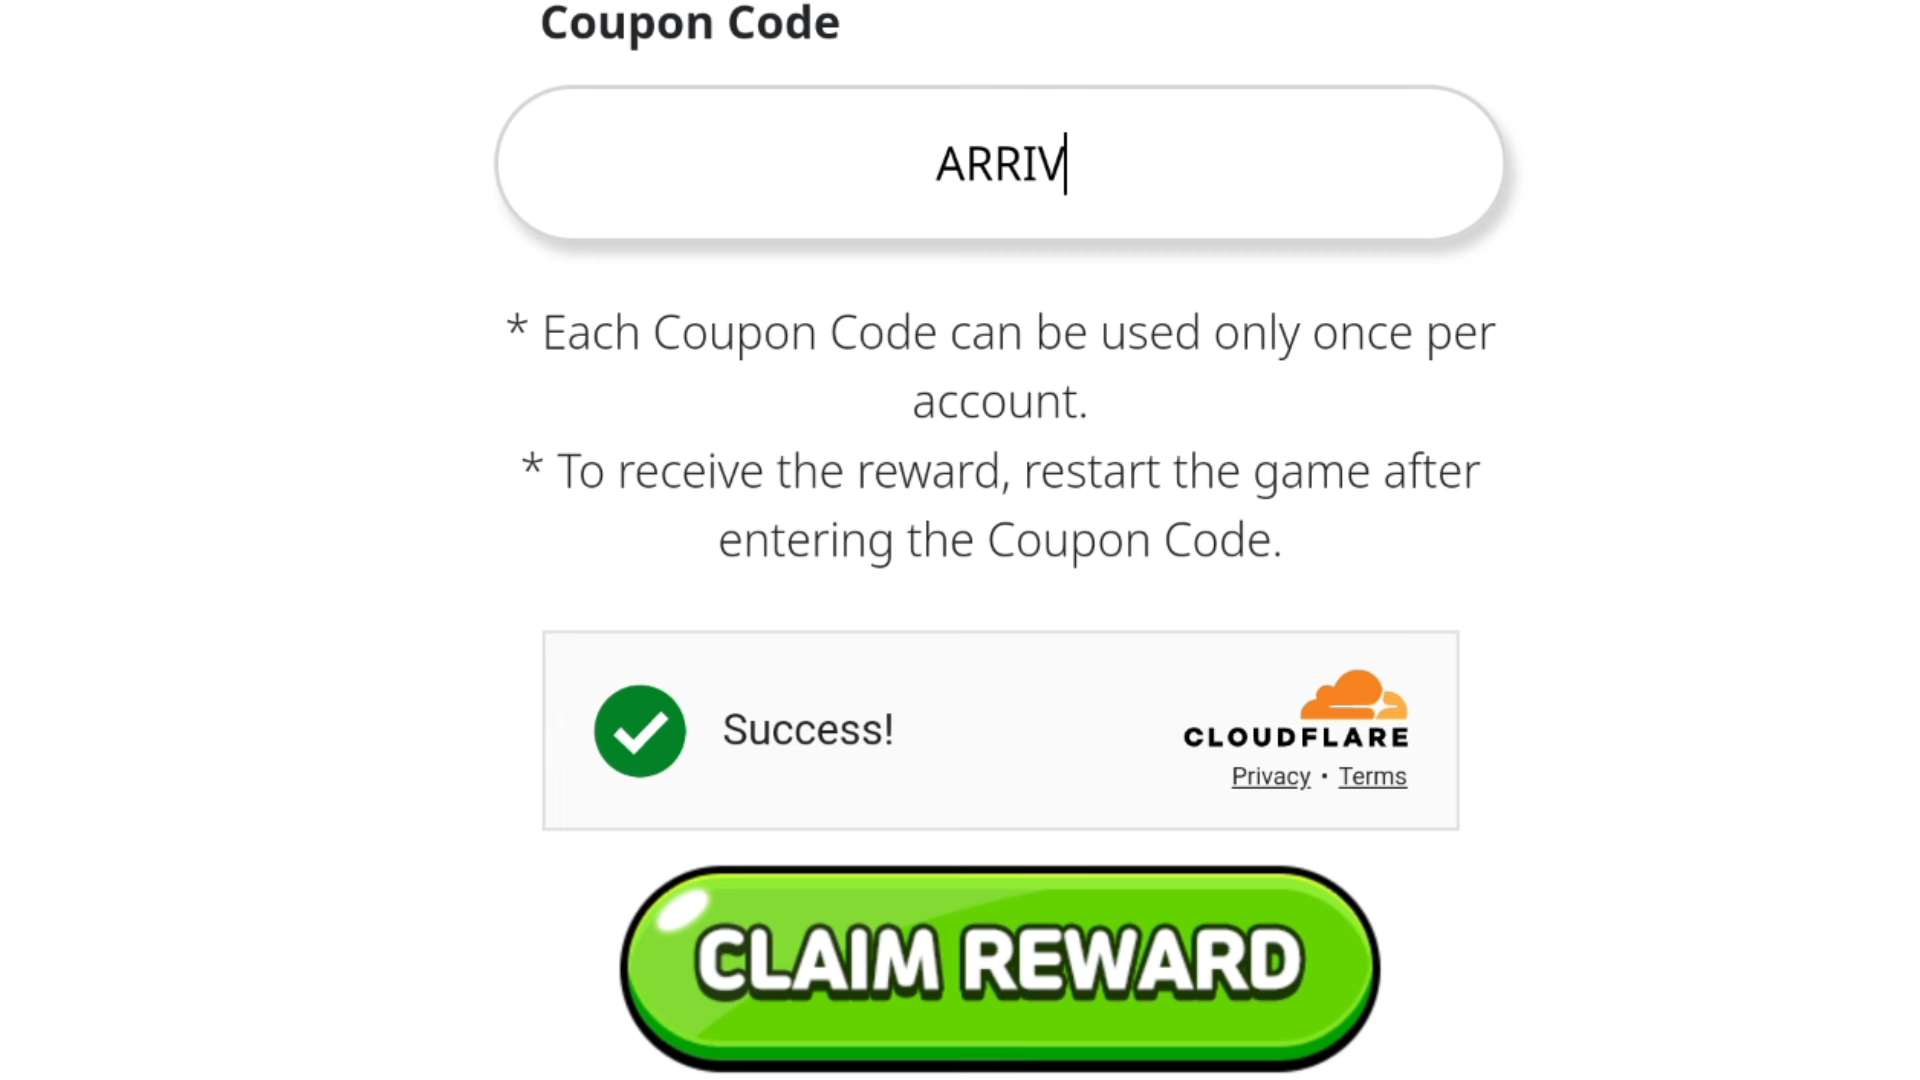 Coupon Code
ARRIV
* Each Coupon Code can be used only once per
account.
* To receive the reward, restart the game after
entering the Coupon Code.
Success!
CLOUDFLARE
Privacy • Terms
CLAIM REWARD